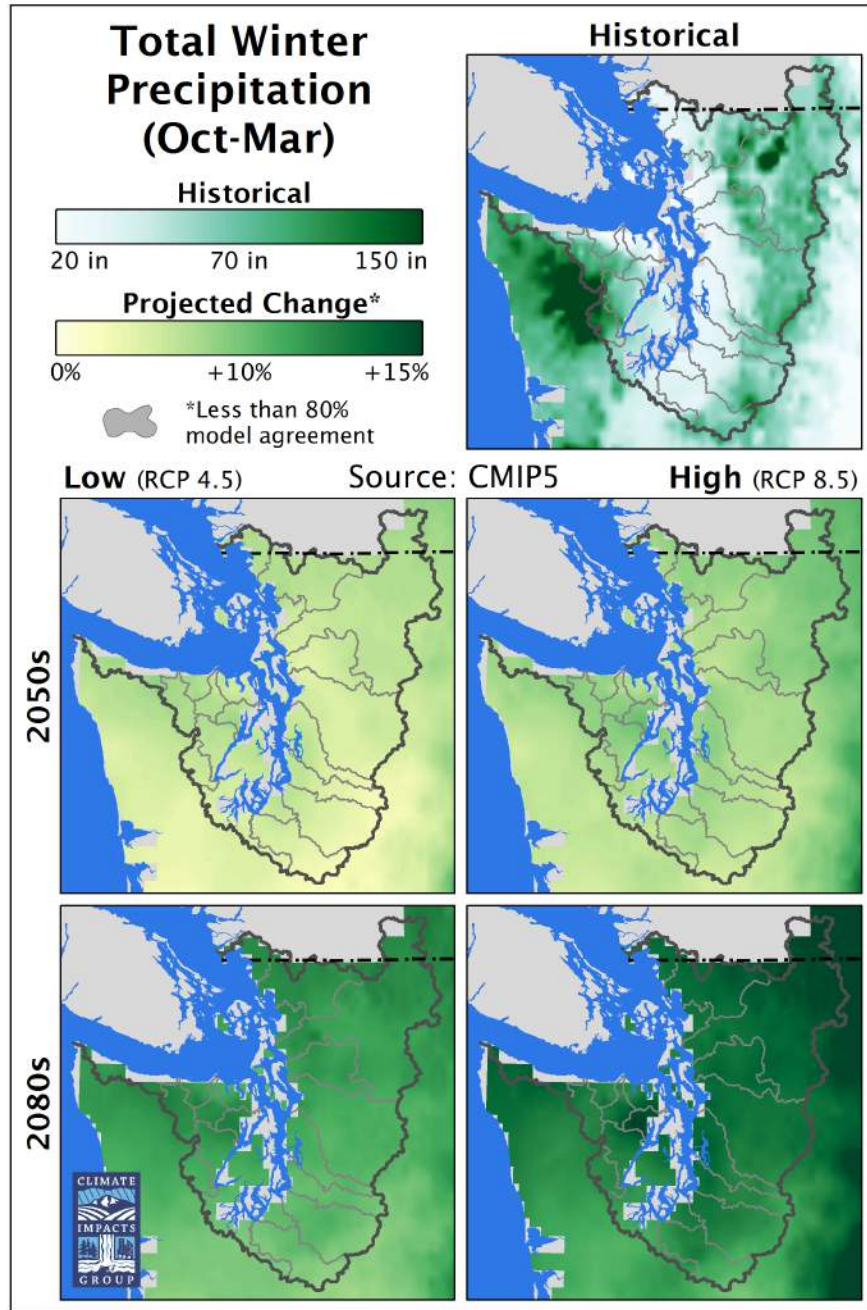 Total Winter
Precipitation
(Oct-Mar)
Historical
Historical
20 in 70 in 150 in
Projected Change*
0% +10% +15%
*Less than 80%
model agreement
Low (RCP 4.5) Source: CMIP5 High (RCP 8.5)
2050s
2080s
CLIMATE
IMPACTS
GROUP